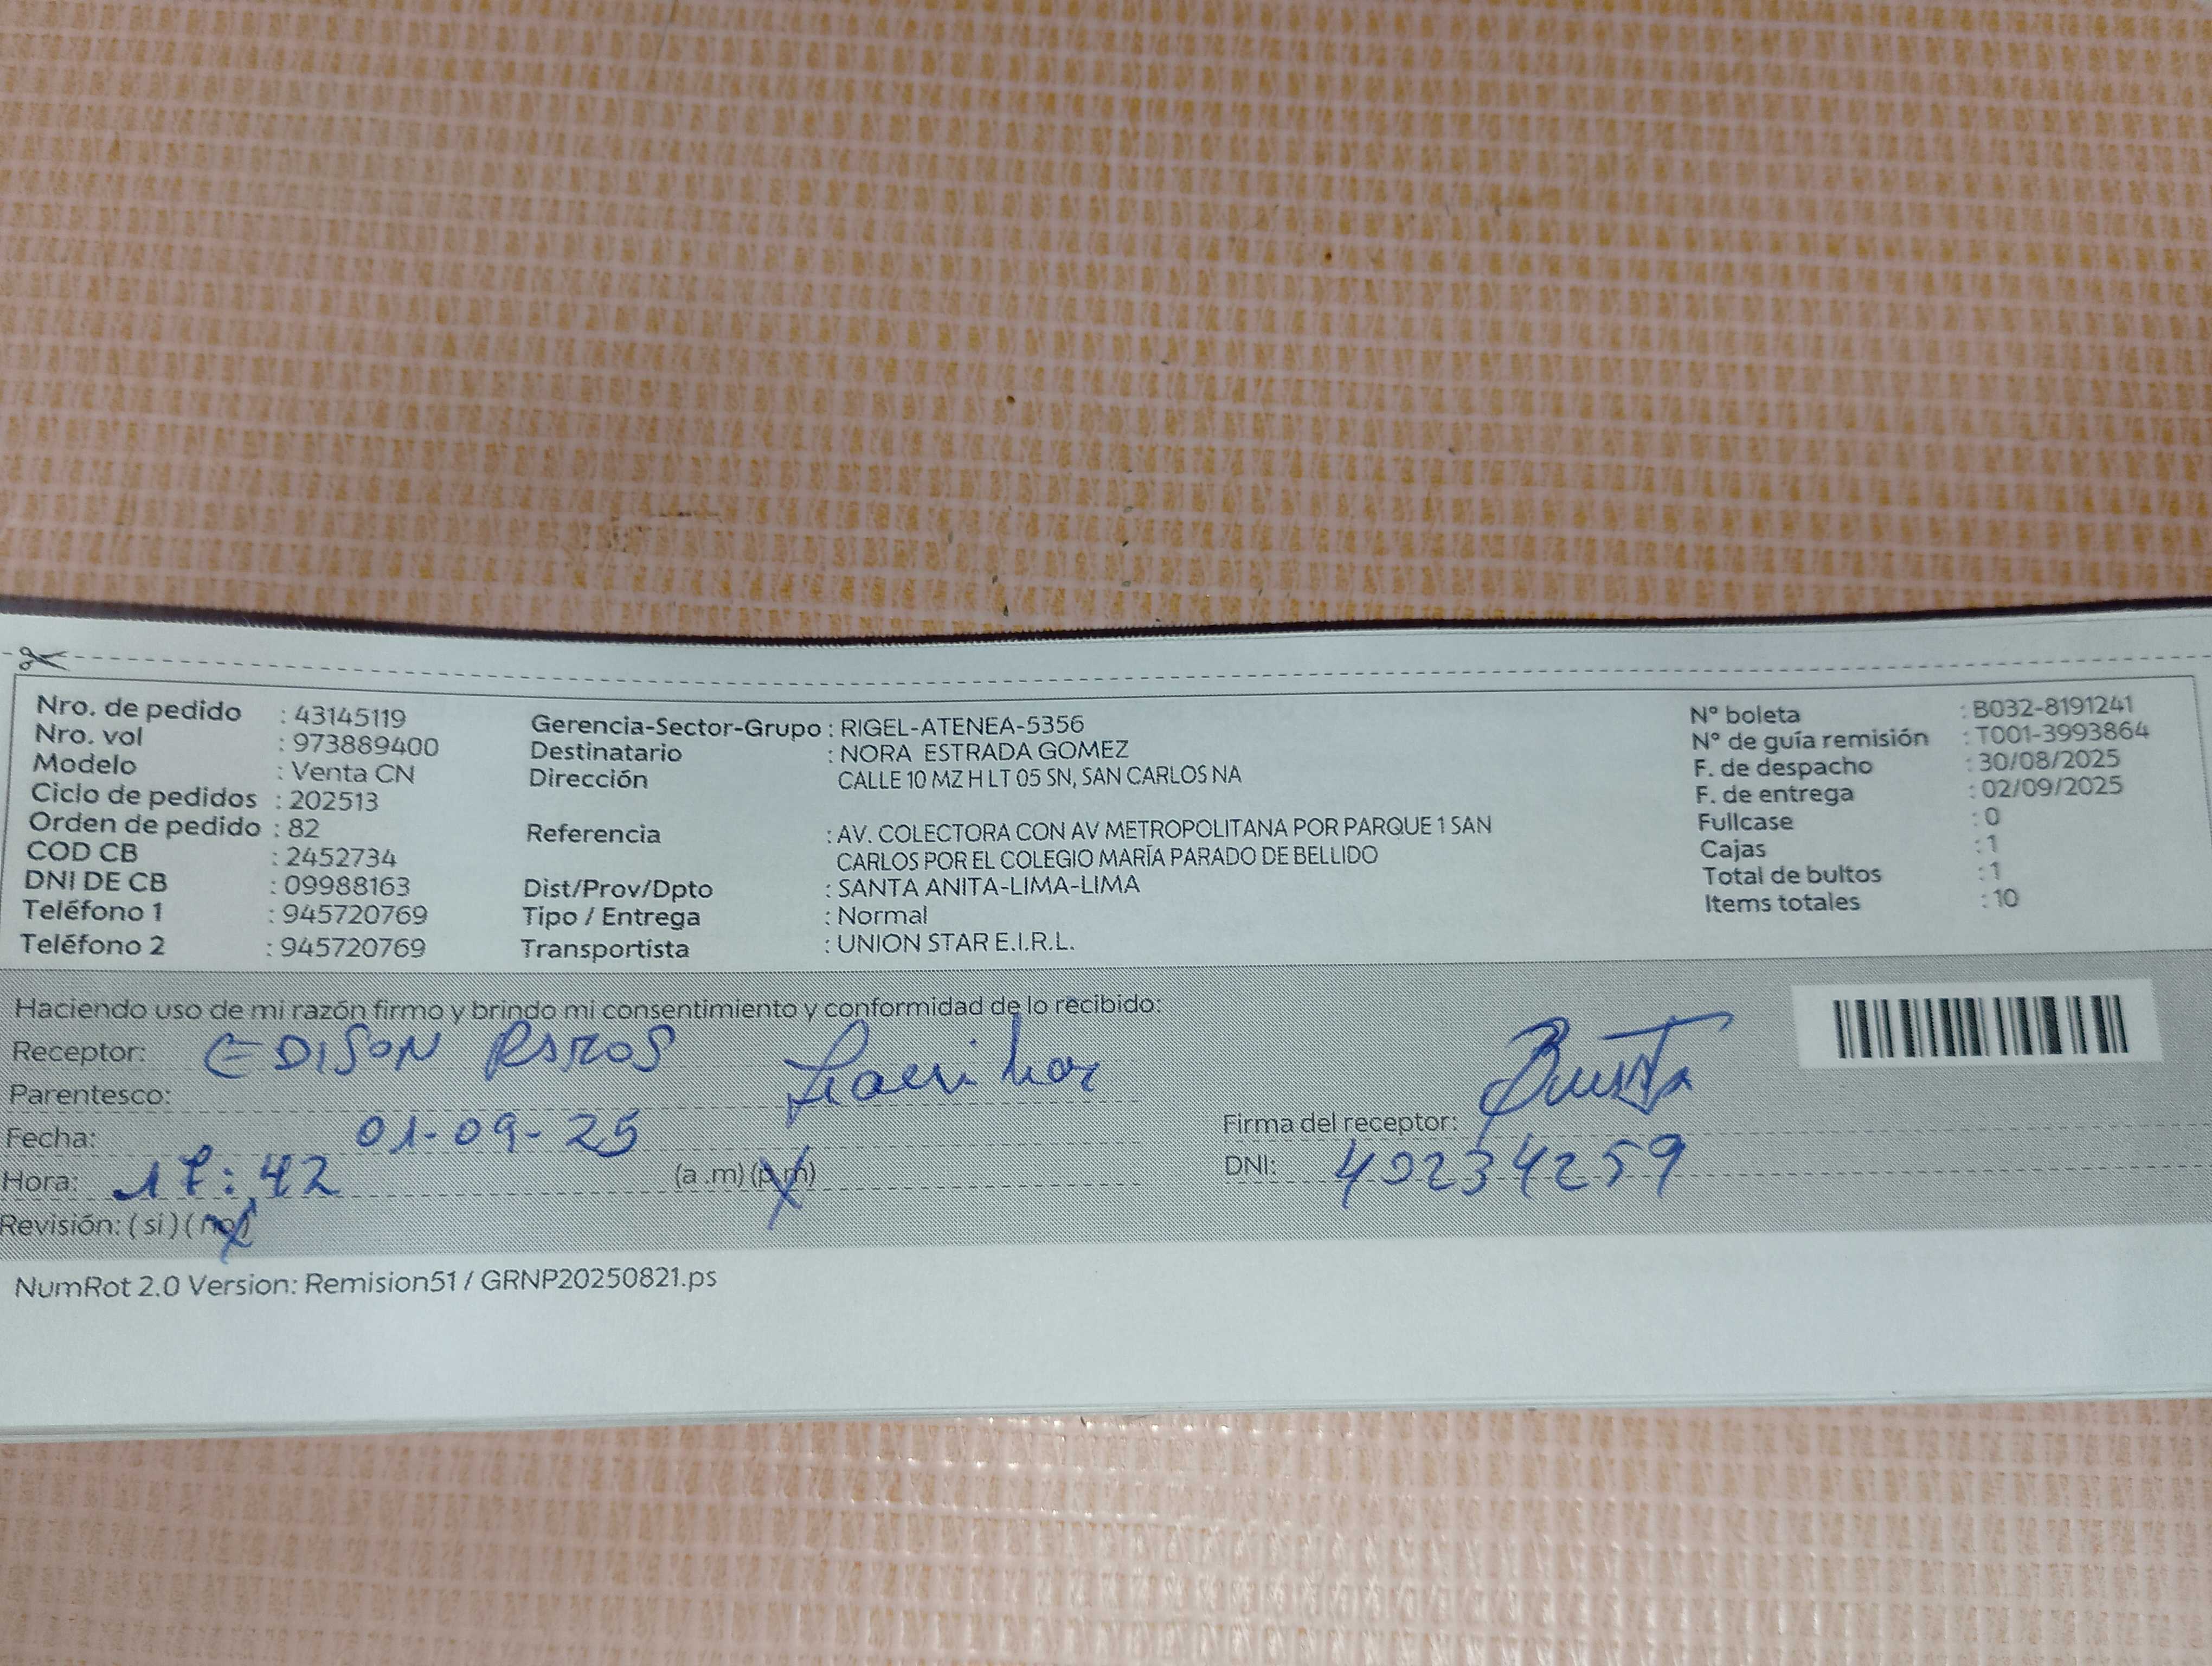 Nro. de pedido : 43145119
Nro. vol : 973889400
Modelo : Venta CN
Ciclo de pedidos : 202513
Orden de pedido : 82
COD CB : 2452734
DNI DE CB : 09988163
Teléfono 1 : 945720769
Teléfono 2 : 945720769
Gerencia-Sector-Grupo : RIGEL-ATENEA-5356
Destinatario : NORA ESTRADA GOMEZ
Dirección CALLE 10 MZ H LT 05 SN, SAN CARLOS NA
Referencia : AV. COLECTORA CON AV METROPOLITANA POR PARQUE 1 SAN
CARLOS POR EL COLEGIO MARÍA PARADO DE BELLIDO
Dist/Prov/Dpto : SANTA ANITA-LIMA-LIMA
Tipo / Entrega : Normal
Transportista : UNION STAR E.I.R.L.
N° boleta : B032-8191241
N° de guía remisión : T001-3993864
F. de despacho : 30/08/2025
F. de entrega : 02/09/2025
Fullcase : 0
Cajas : 1
Total de bultos : 1
Items totales : 10
Haciendo uso de mi razón firmo y brindo mi consentimiento y conformidad de lo recibido:
Receptor: EDISON
Parentesco:
Fecha: 01-09-25
Hora: 17:42 (a.m) (p.m)
Revisión: (si) (no)
Firma del receptor:
DNI: 40234259
NumRot 2.0 Version: Remision51 / GRNP20250821.ps